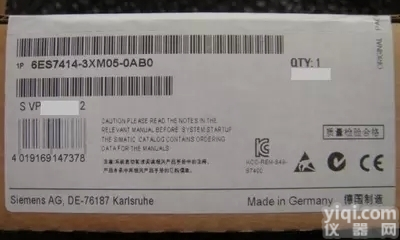 1P 6ES7414-3XM05-0AB0
QTY: 1
S VP 2
CAUTION PLEASE READ THE NOTES IN THE
RELEVANT MANUAL BEFORE SYSTEM STARTUP
THE SIMATIC CATALOG CONTAINS ORDERING
DATA FOR THE MANUALS
质量检验合格
4 019169 147378
S7400
CE
Siemens AG, DE-76187 Karlsruhe
Made in Germany
德国制造
yiqi.com
仪器网